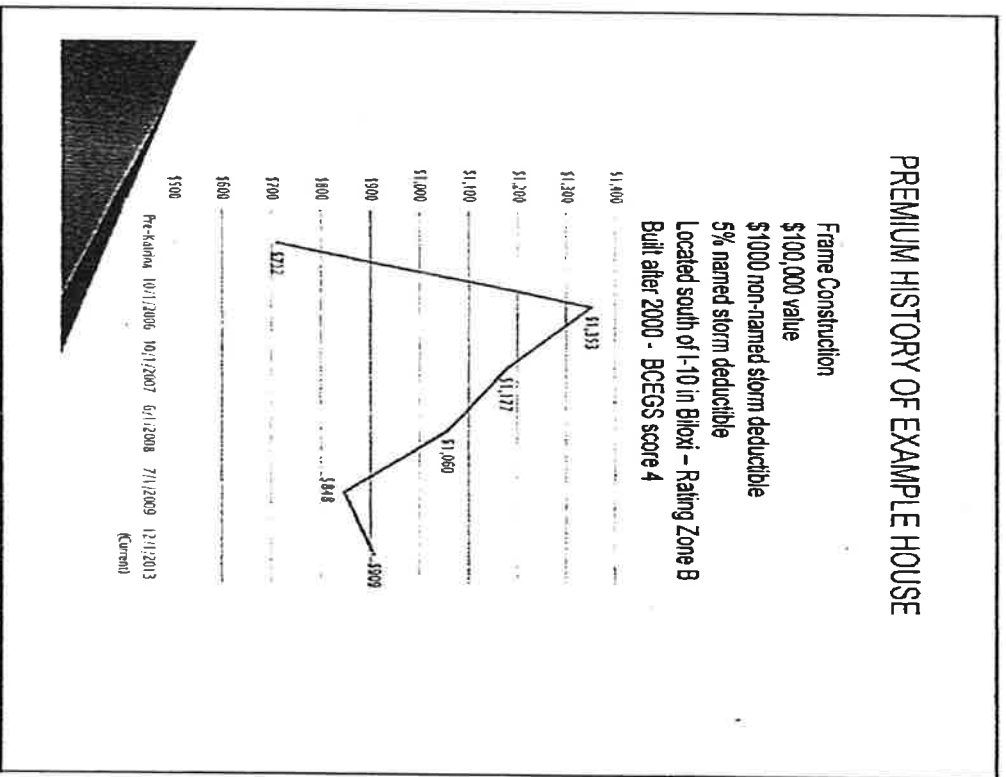 PREMIUM HISTORY OF EXAMPLE HOUSE
Frame Construction
$100,000 value
$1000 non-named storm deductible
5% named storm deductible
Located south of I-10 in Biloxi – Rating Zone B
Built after 2000 - BCEGS score 4
$1,400
$1,300
$1,200
$1,100
$1,000
$900
$800
$700
$600
$500
$732
$1,353
$1,177
$1,060
$848
$909
Pre-Katrina 10/1/2006 10/1/2007 6/1/2008 7/1/2009 12/1/2013
(Current)